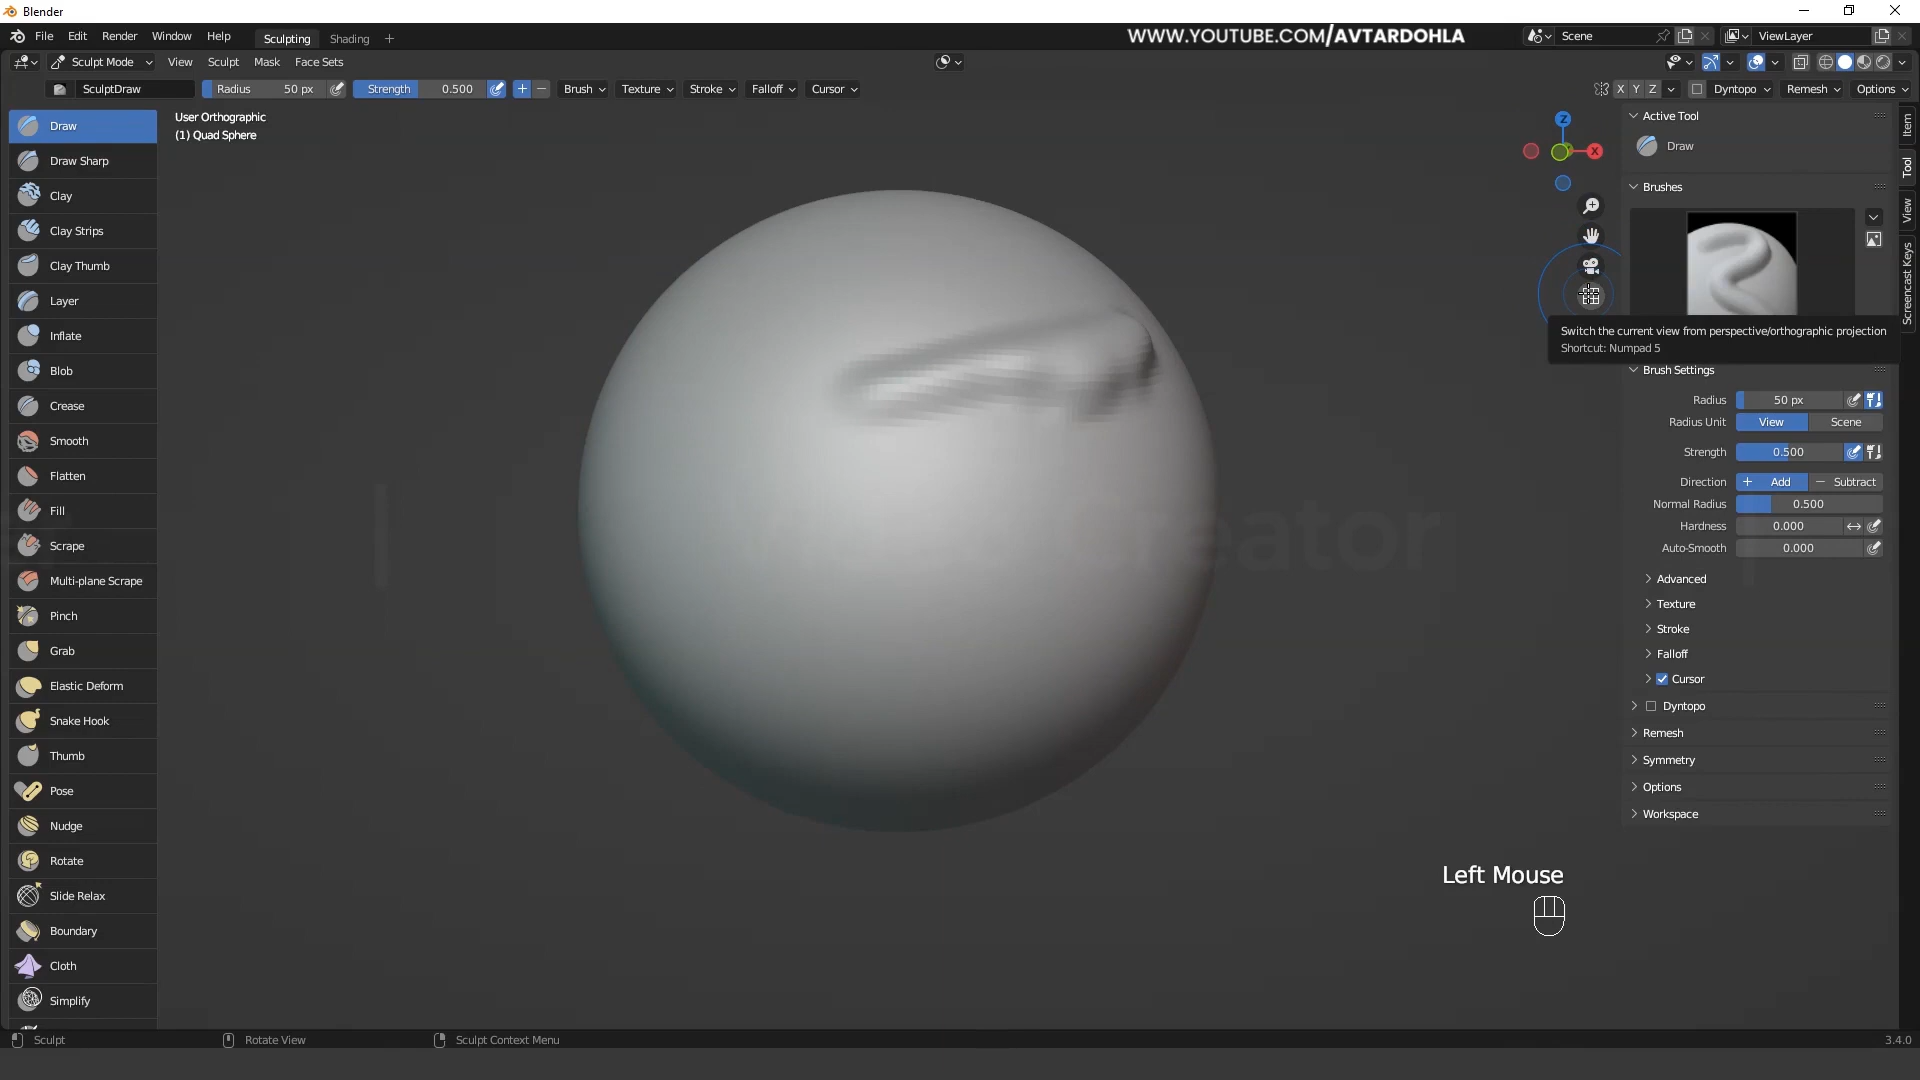 Blender
File Edit Render Window Help Sculpting Shading + WWW.YOUTUBE.COM/AVTARDOHLA Scene ViewLayer
Sculpt Mode View Sculpt Mask Face Sets
SculptDraw Radius 50 px Strength 0.500 + − Brush Texture Stroke Falloff Cursor X Y Z Dyntopo Remesh Options
Draw
Draw Sharp
Clay
Clay Strips
Clay Thumb
Layer
Inflate
Blob
Crease
Smooth
Flatten
Fill
Scrape
Multi-plane Scrape
Pinch
Grab
Elastic Deform
Snake Hook
Thumb
Pose
Nudge
Rotate
Slide Relax
Boundary
Cloth
Simplify
User Orthographic
(1) Quad Sphere
Z
X
Active Tool
Draw
Brushes
Switch the current view from perspective/orthographic projection
Shortcut: Numpad 5
Brush Settings
Radius 50 px
Radius Unit View Scene
Strength 0.500
Direction + Add − Subtract
Normal Radius 0.500
Hardness 0.000
Auto-Smooth 0.000
Advanced
Texture
Stroke
Falloff
Cursor
Dyntopo
Remesh
Symmetry
Options
Workspace
Item
Tool
View
Screencast Keys
Left Mouse
Sculpt Rotate View Sculpt Context Menu 3.4.0